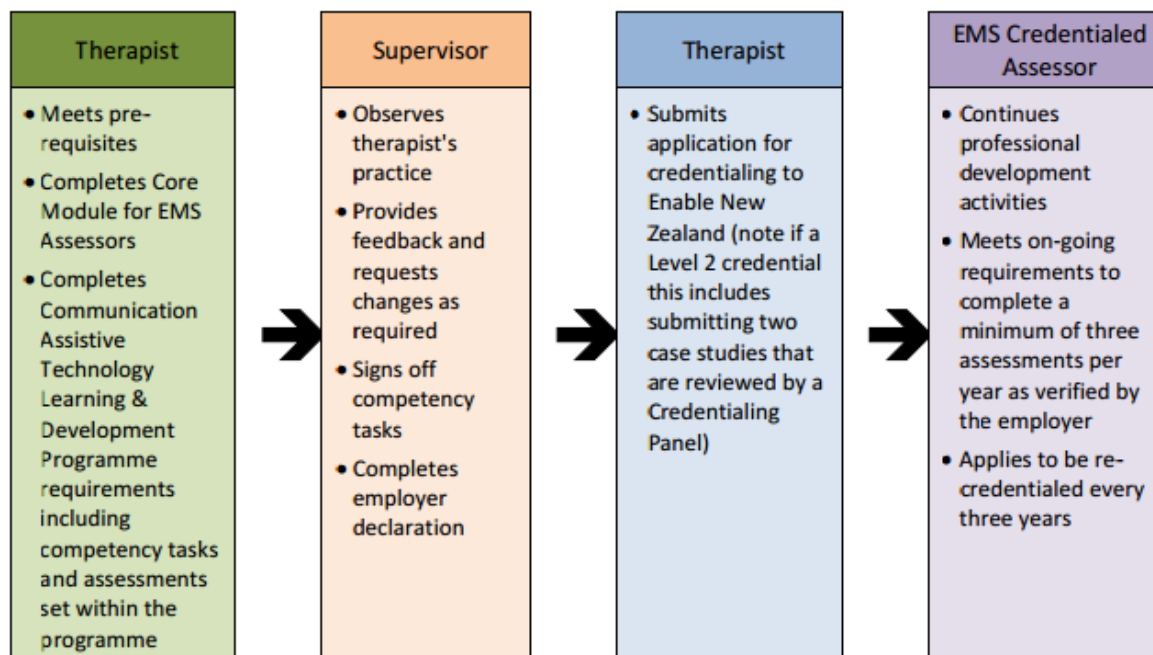 Therapist
• Meets pre-
requisites
• Completes Core
Module for EMS
Assessors
• Completes
Communication
Assistive
Technology
Learning &
Development
Programme
requirements
including
competency tasks
and assessments
set within the
programme
Supervisor
• Observes
therapist's
practice
• Provides
feedback and
requests
changes as
required
• Signs off
competency
tasks
• Completes
employer
declaration
Therapist
• Submits
application for
credentialing to
Enable New
Zealand (note if a
Level 2 credential
this includes
submitting two
case studies that
are reviewed by a
Credentialing
Panel)
EMS Credentialed
Assessor
• Continues
professional
development
activities
• Meets on-going
requirements to
complete a
minimum of three
assessments per
year as verified by
the employer
• Applies to be re-
credentialed every
three years